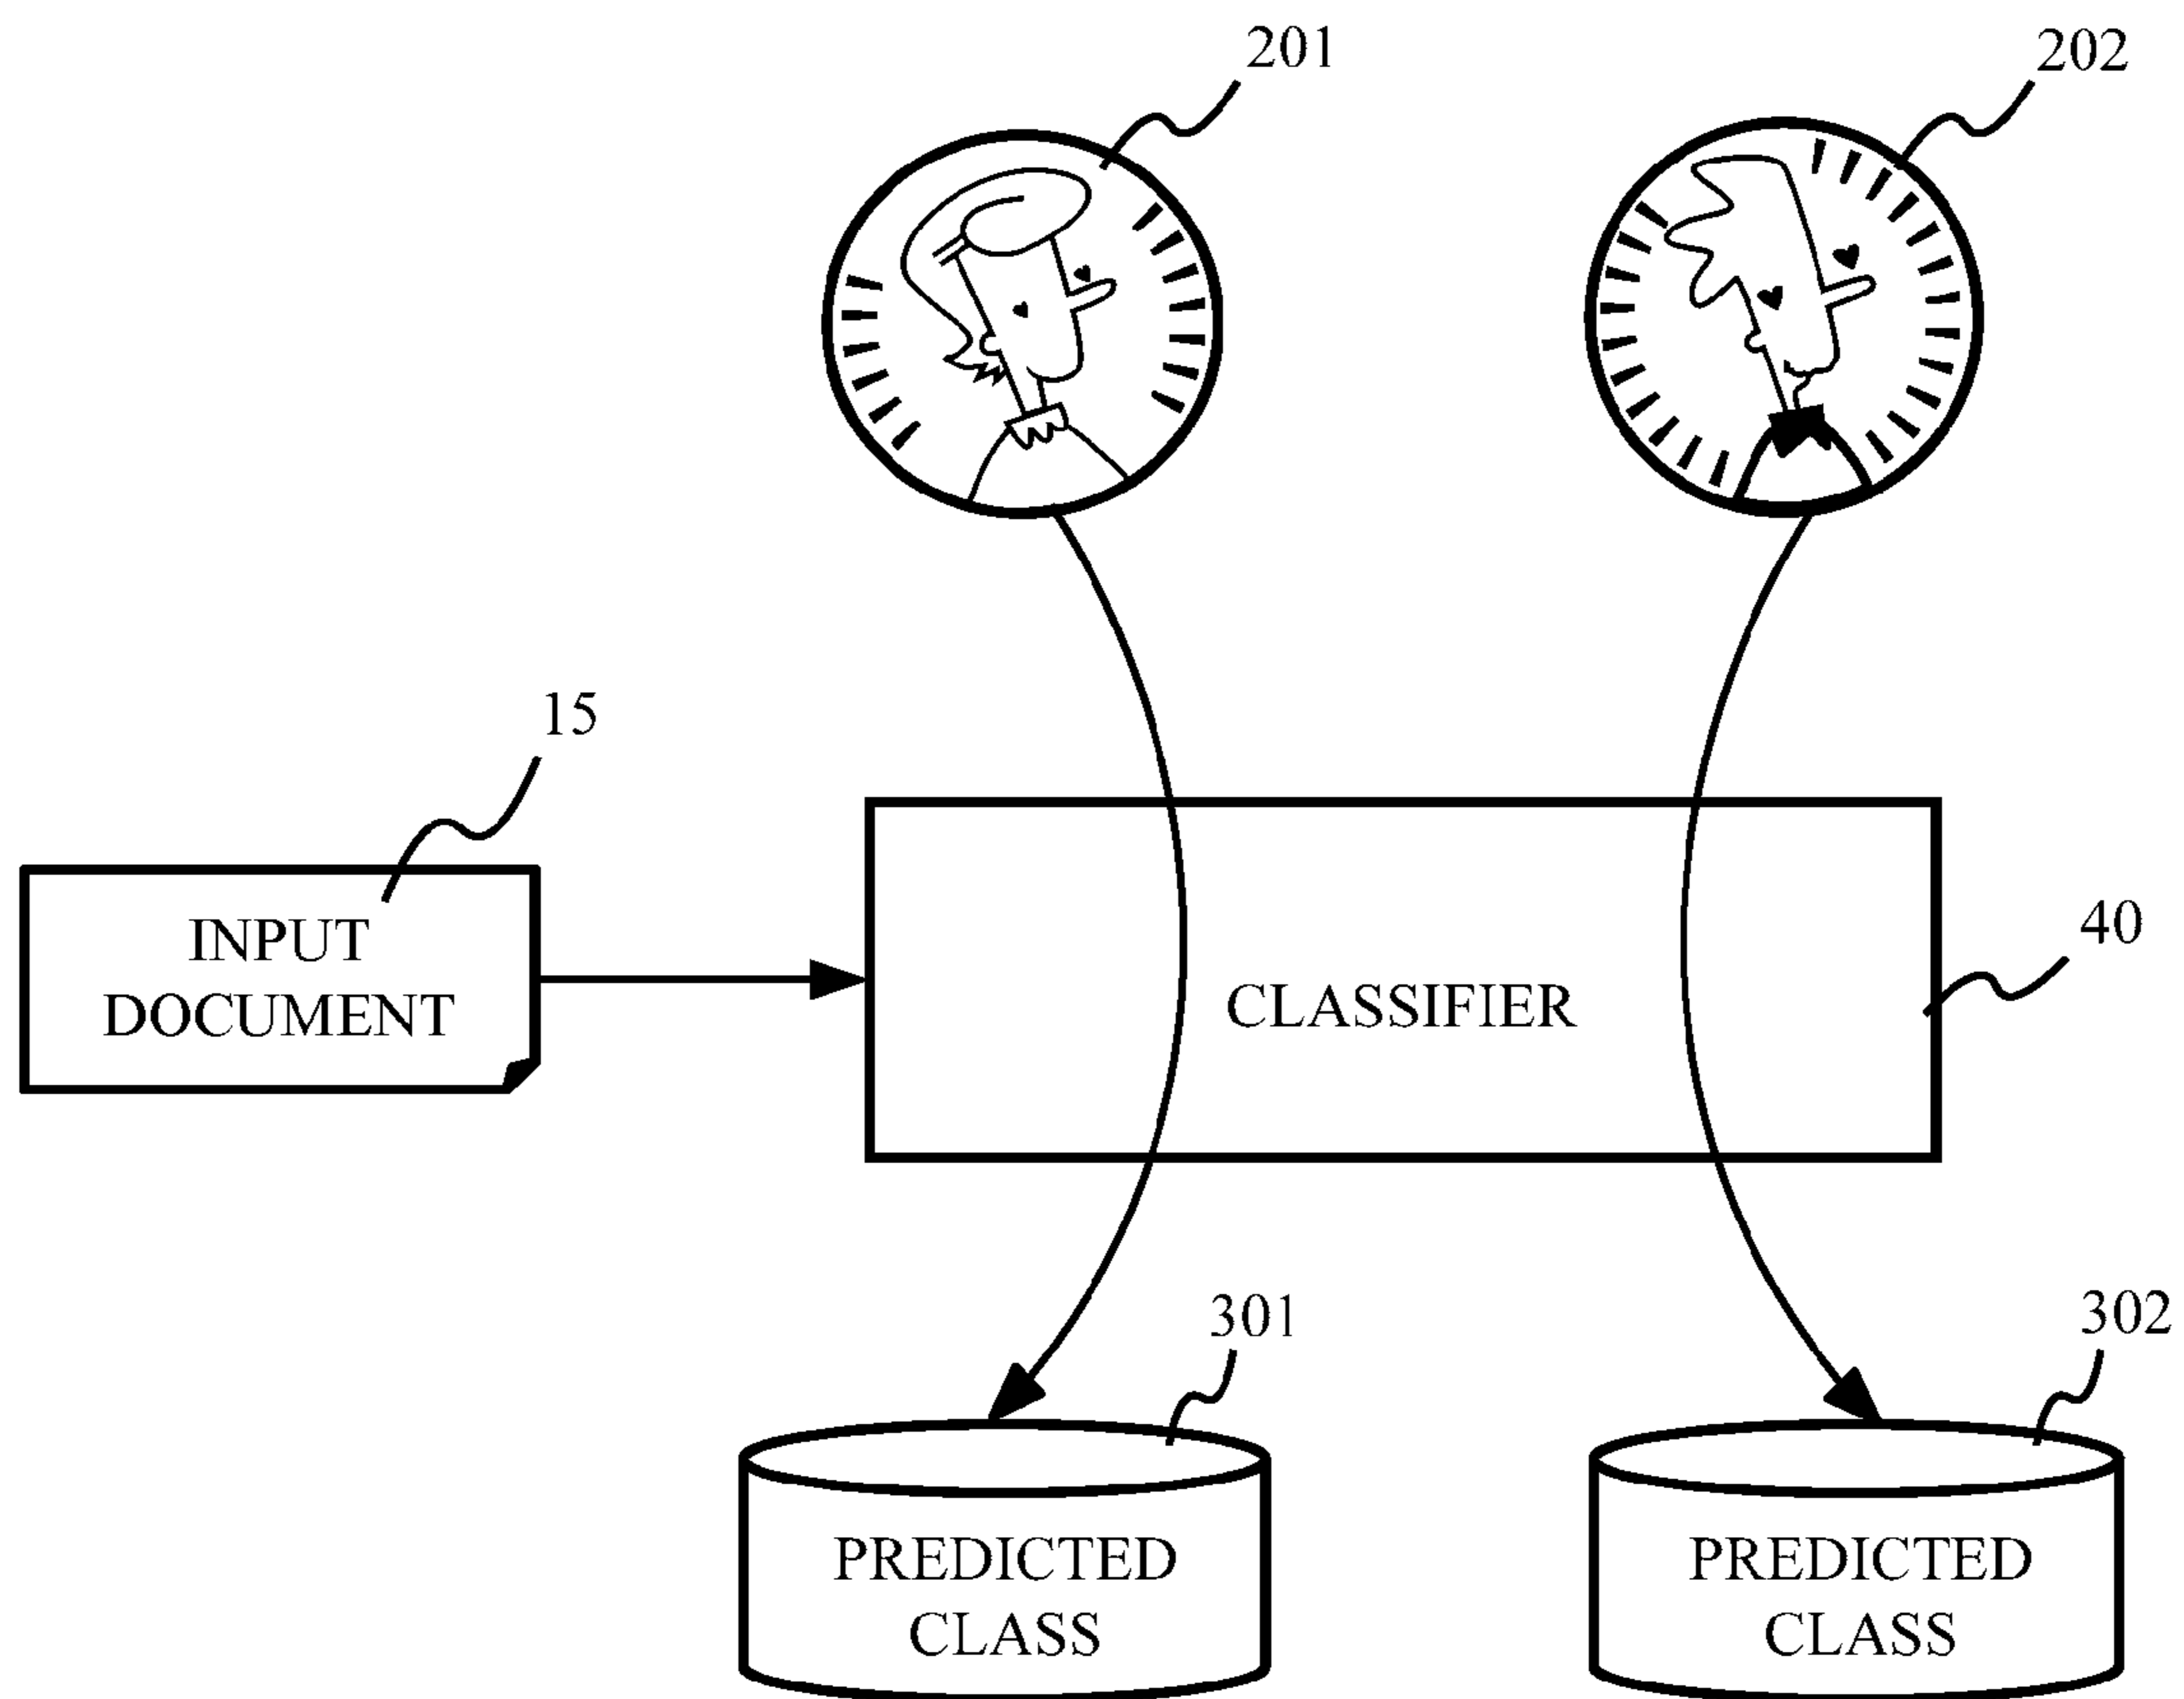 201
202
15
INPUT
DOCUMENT
40
CLASSIFIER
301
302
PREDICTED
CLASS
PREDICTED
CLASS